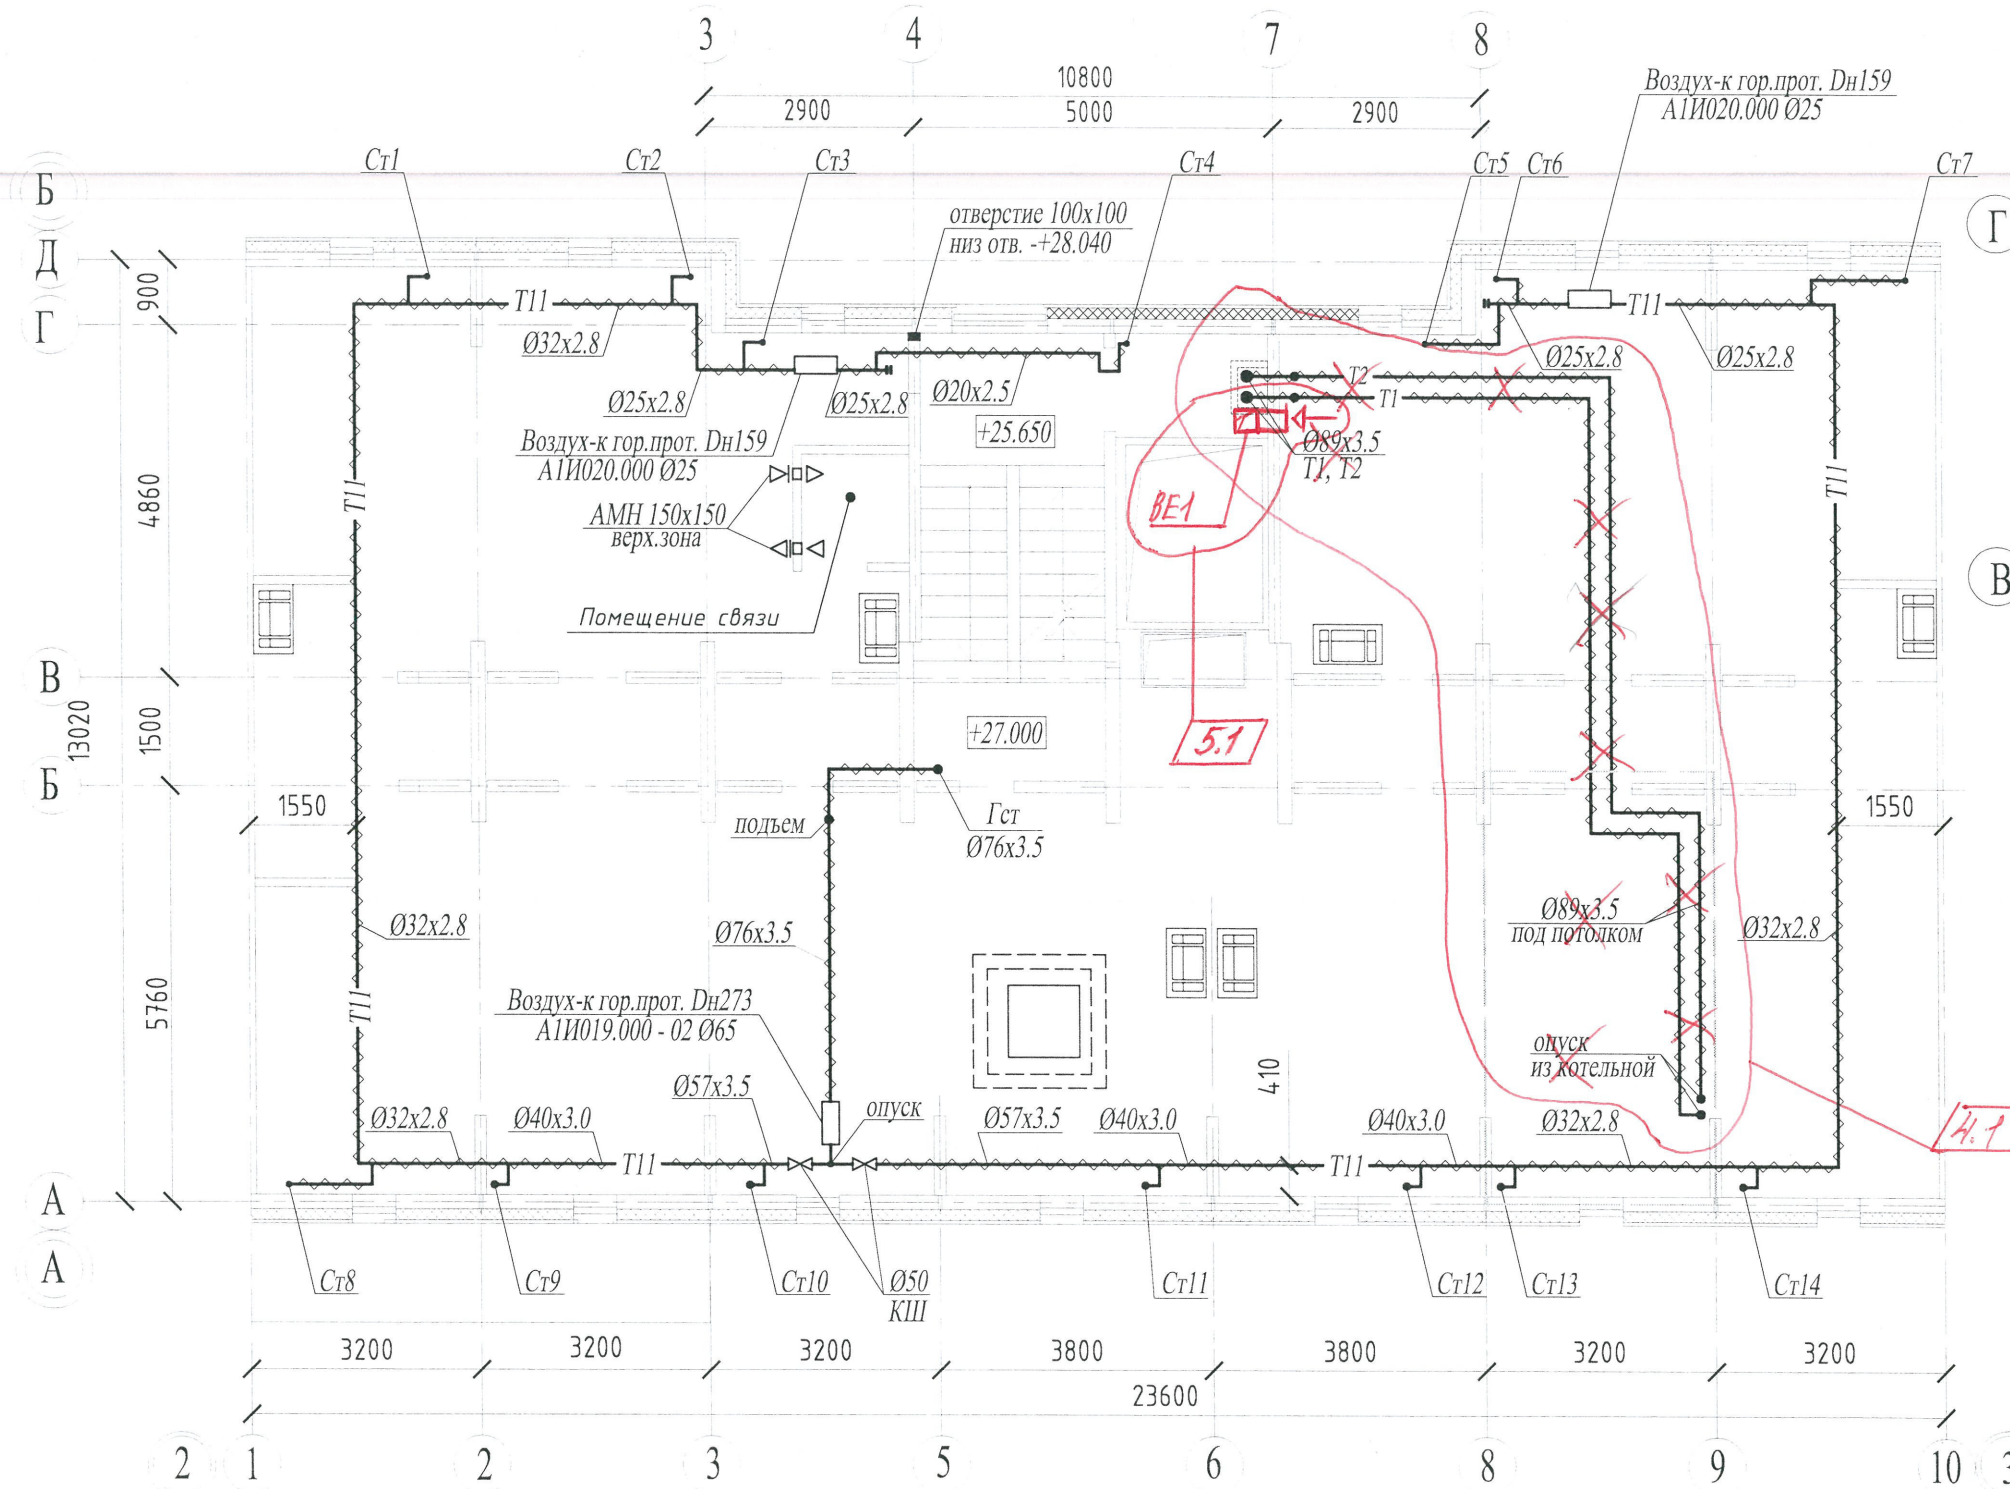 3
4
7
8
10800
2900
5000
2900
Воздух-к гор.прот. Dн159
А1И020.000 Ø25
Ст1
Ст2
Ст3
Ст4
Ст5
Ст6
Ст7
Б
Д
Г
Г
отверстие 100х100
низ отв. -+28.040
900
Т11
Ø32х2.8
Ø25х2.8
Ø25х2.8
Ø20х2.5
Т2
Т1
Т11
Ø25х2.8
Ø25х2.8
+25.650
Ø89х3.5
Т1, Т2
Воздух-к гор.прот. Dн159
А1И020.000 Ø25
АМН 150х150
верх.зона
ВЕ1
4860
Т11
Т11
В
Помещение связи
В
13020
1500
+27.000
5.1
Б
1550
подъем
Гст
Ø76х3.5
1550
Ø32х2.8
Ø76х3.5
Ø89х3.5
под потолком
Ø32х2.8
5760
Т11
Воздух-к гор.прот. Dн273
А1И019.000 - 02 Ø65
опуск
из котельной
410
Ø57х3.5
опуск
4.1
Ø32х2.8
Ø40х3.0
Ø57х3.5
Ø40х3.0
Ø40х3.0
Ø32х2.8
Т11
Т11
А
А
Ст8
Ст9
Ст10
Ø50
КШ
Ст11
Ст12
Ст13
Ст14
3200
3200
3200
3800
3800
3200
3200
23600
2
1
2
3
5
6
8
9
10
3